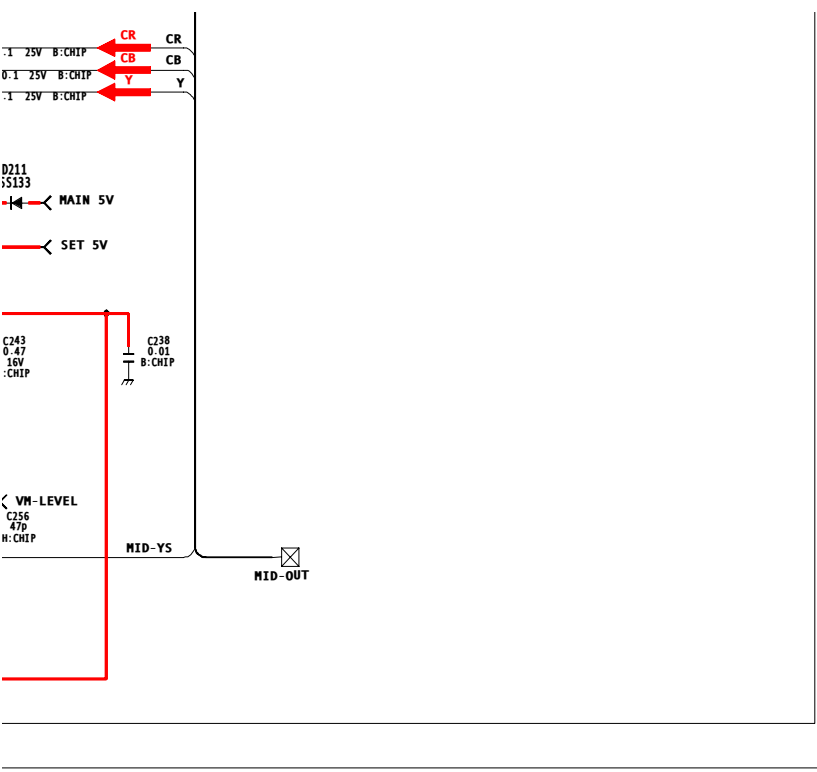 CR CR
.1 25V B:CHIP
CB CB
0.1 25V B:CHIP
Y Y
.1 25V B:CHIP
D211
SS133
MAIN 5V
SET 5V
C243
0.47
16V
:CHIP
C238
0.01
B:CHIP
VM-LEVEL
C256
47p
H:CHIP
MID-YS
MID-OUT